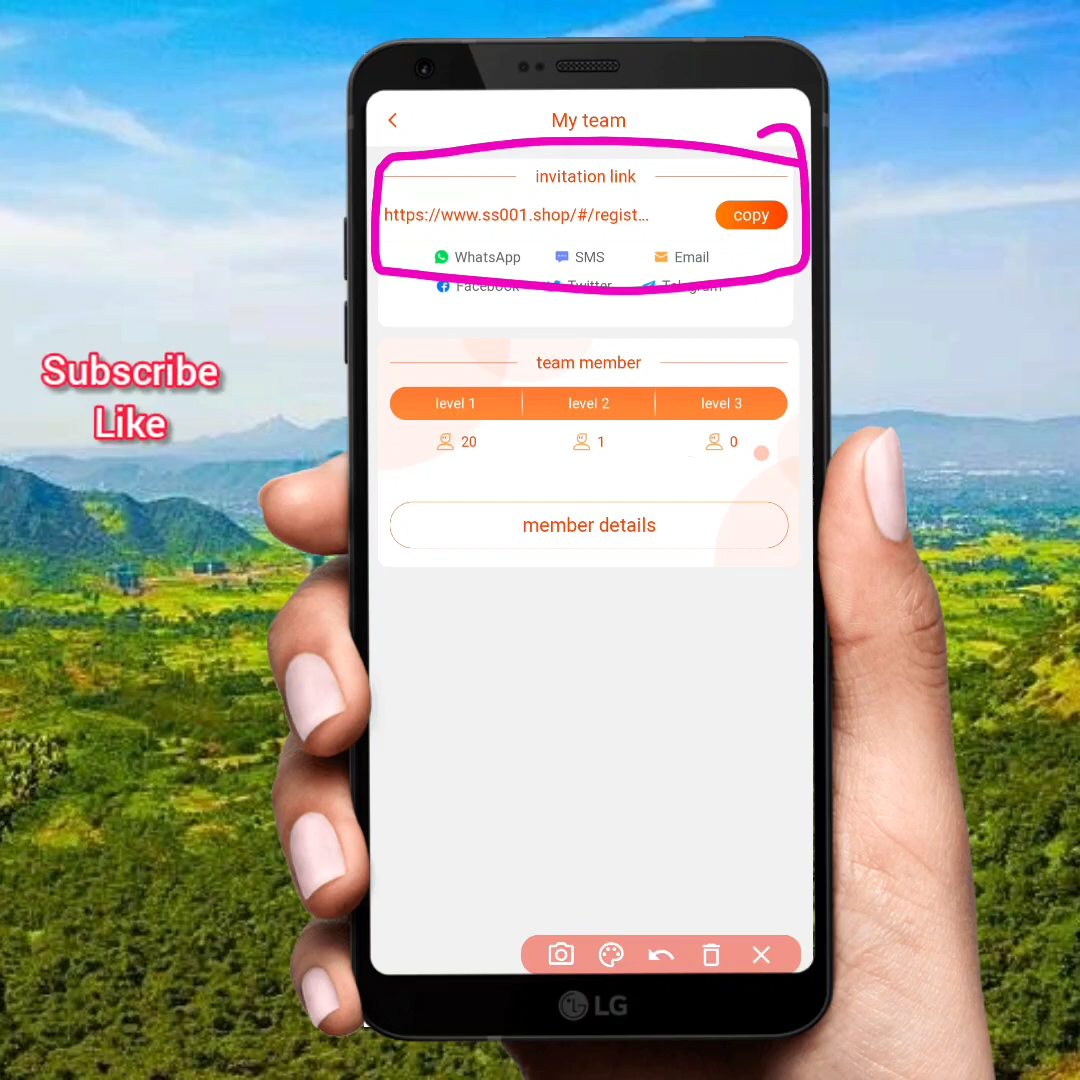 My team
invitation link
https://www.ss001.shop/#/regist...
copy
WhatsApp
SMS
Email
Facebook
Twitter
Telegram
team member
level 1
level 2
level 3
20
1
0
member details
Subscribe
Like
LG